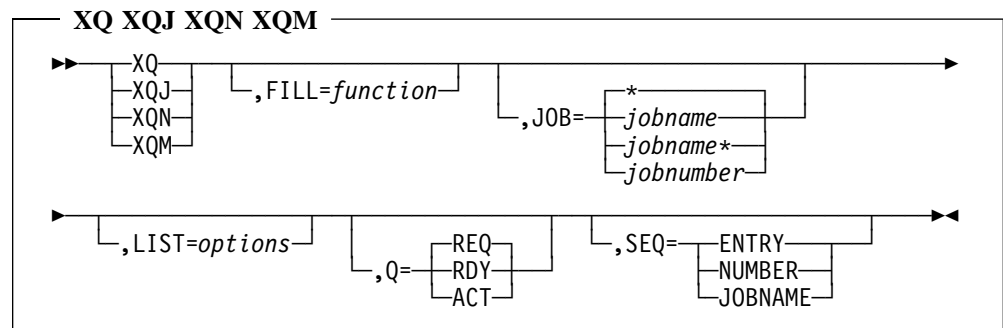 XQ XQJ XQN XQM
XQ
XQJ
XQN
XQM
,FILL=function
,JOB=
*
jobname
jobname*
jobnumber
,LIST=options
,Q=
REQ
RDY
ACT
,SEQ=
ENTRY
NUMBER
JOBNAME